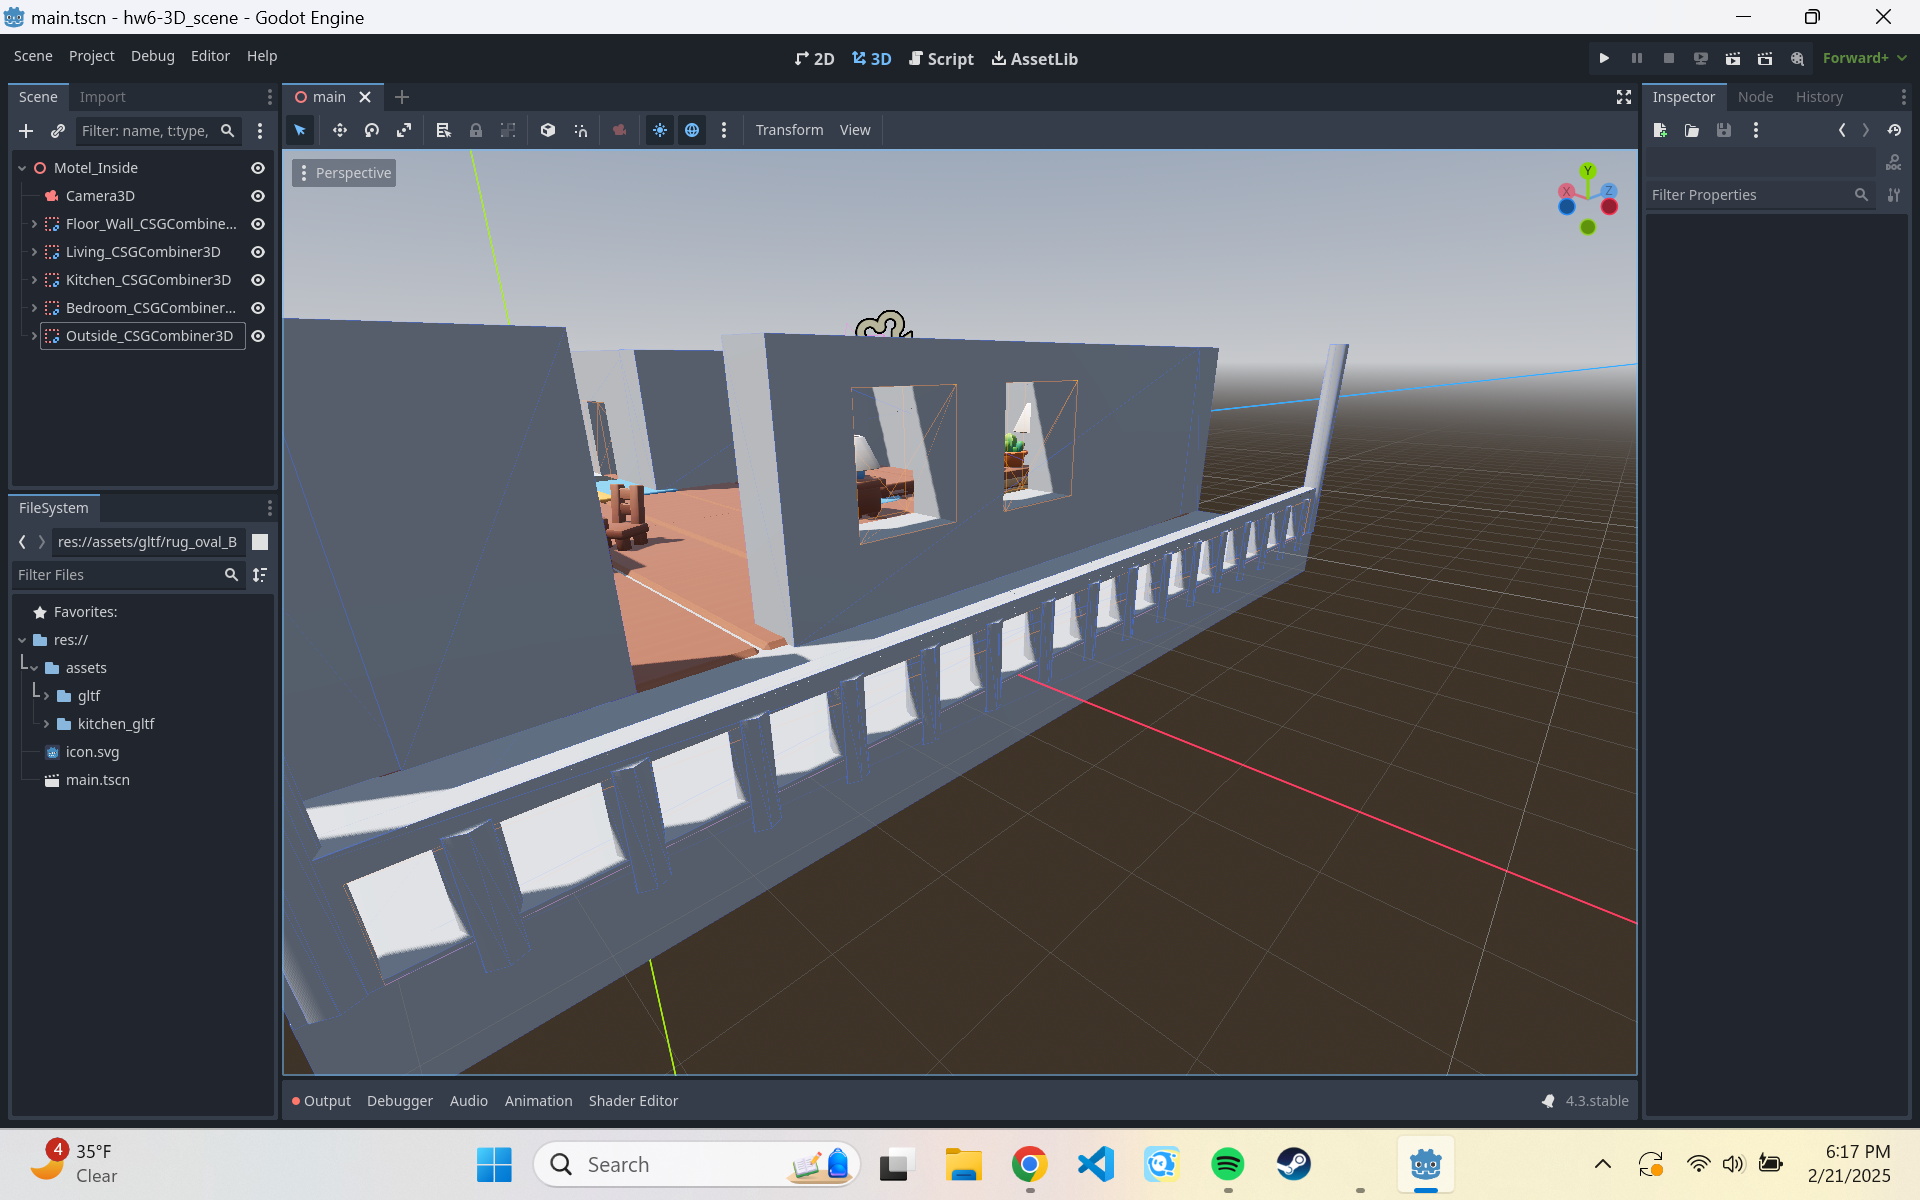 main.tscn - hw6-3D_scene - Godot Engine
Scene Project Debug Editor Help
2D 3D Script AssetLib
Forward+
Scene Import
main
Inspector Node History
Filter: name, t:type,
Transform View
Motel_Inside
Camera3D
Floor_Wall_CSGCombine...
Living_CSGCombiner3D
Kitchen_CSGCombiner3D
Bedroom_CSGCombiner...
Outside_CSGCombiner3D
Perspective
Y
X
Z
DOC
Filter Properties
FileSystem
res://assets/gltf/rug_oval_B
Filter Files
Favorites:
res://
assets
gltf
kitchen_gltf
icon.svg
main.tscn
Output Debugger Audio Animation Shader Editor
4.3.stable
4
35°F
Clear
Search
6:17 PM
2/21/2025